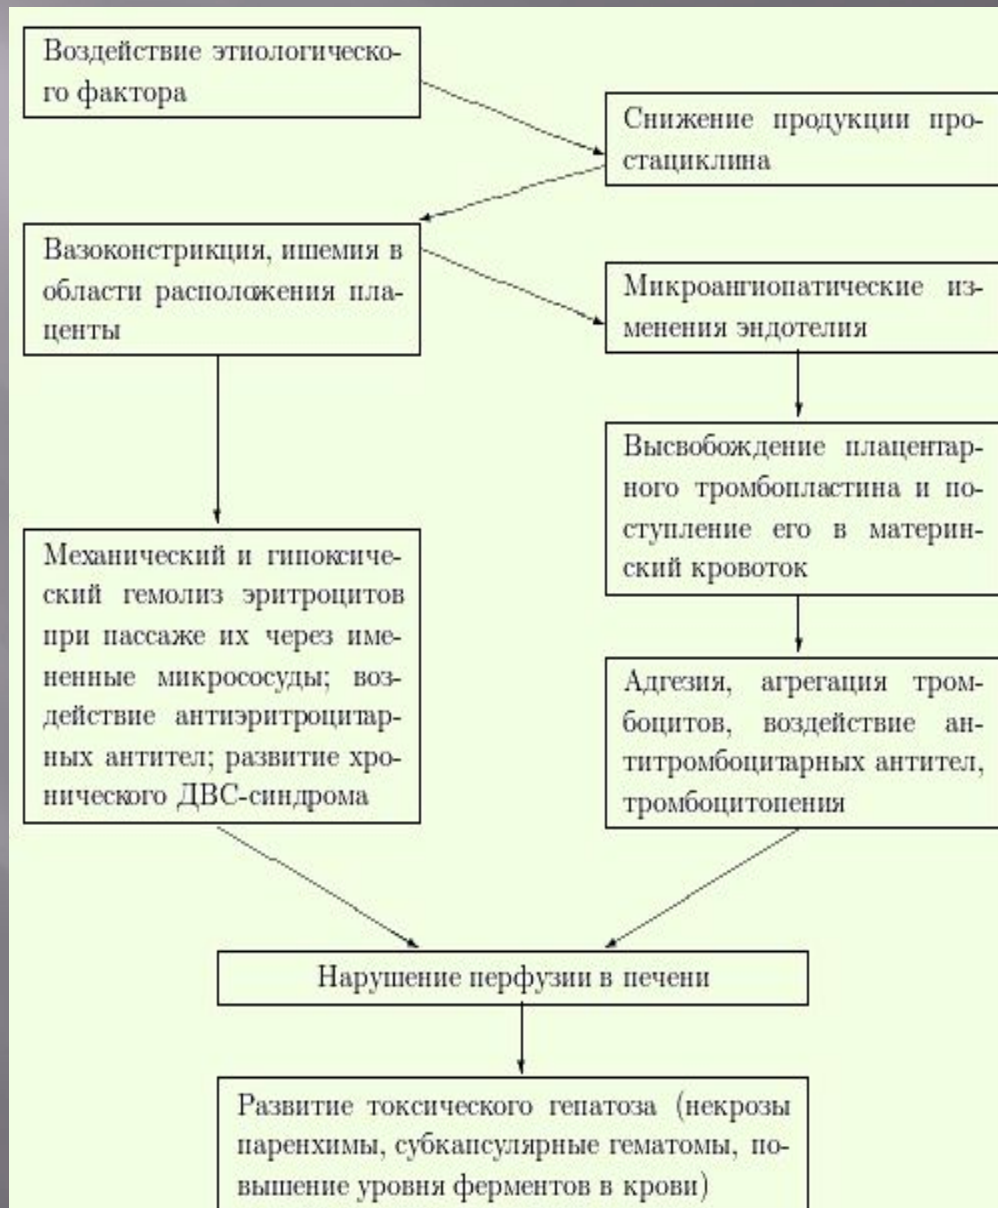 Воздействие этиологическо-
го фактора
Снижение продукции про-
стациклина
Вазоконстрикция, ишемия в
области расположения пла-
центы
Микроангиопатические из-
менения эндотелия
Высвобождение плацентар-
ного тромбопластина и по-
ступление его в материн-
ский кровоток
Механический и гипоксиче-
ский гемолиз эритроцитов
при пассаже их через име-
ненные микрососуды; воз-
действие антиэритроцитар-
ных антител; развитие хро-
нического ДВС-синдрома
Адгезия, агрегация тром-
боцитов, воздействие ан-
титромбоцитарных антител,
тромбоцитопения
Нарушение перфузии в печени
Развитие токсического гепатоза (некрозы
паренхимы, субкапсулярные гематомы, по-
вышение уровня ферментов в крови)